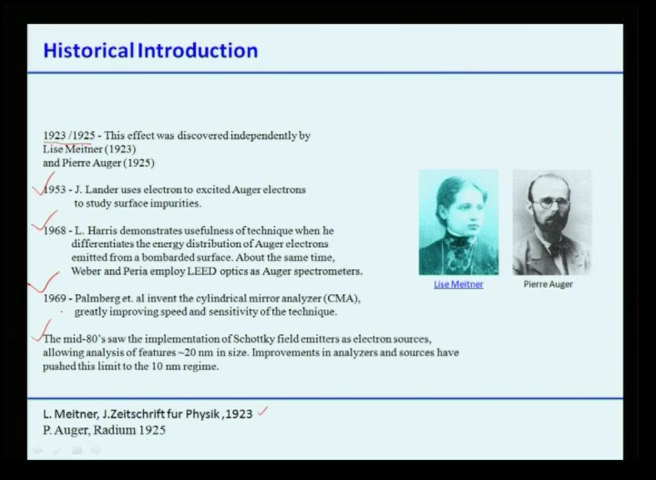 Historical Introduction
1923 /1925 - This effect was discovered independently by
Lise Meitner (1923)
and Pierre Auger (1925)
1953 - J. Lander uses electron to excited Auger electrons
to study surface impurities.
1968 - L. Harris demonstrates usefulness of technique when he
differentiates the energy distribution of Auger electrons
emitted from a bombarded surface. About the same time,
Weber and Peria employ LEED optics as Auger spectrometers.
1969 - Palmberg et. al invent the cylindrical mirror analyzer (CMA),
greatly improving speed and sensitivity of the technique.
The mid-80's saw the implementation of Schottky field emitters as electron sources,
allowing analysis of features ~20 nm in size. Improvements in analyzers and sources have
pushed this limit to the 10 nm regime.
Lise Meitner
Pierre Auger
L. Meitner, J.Zeitschrift fur Physik ,1923
P. Auger, Radium 1925